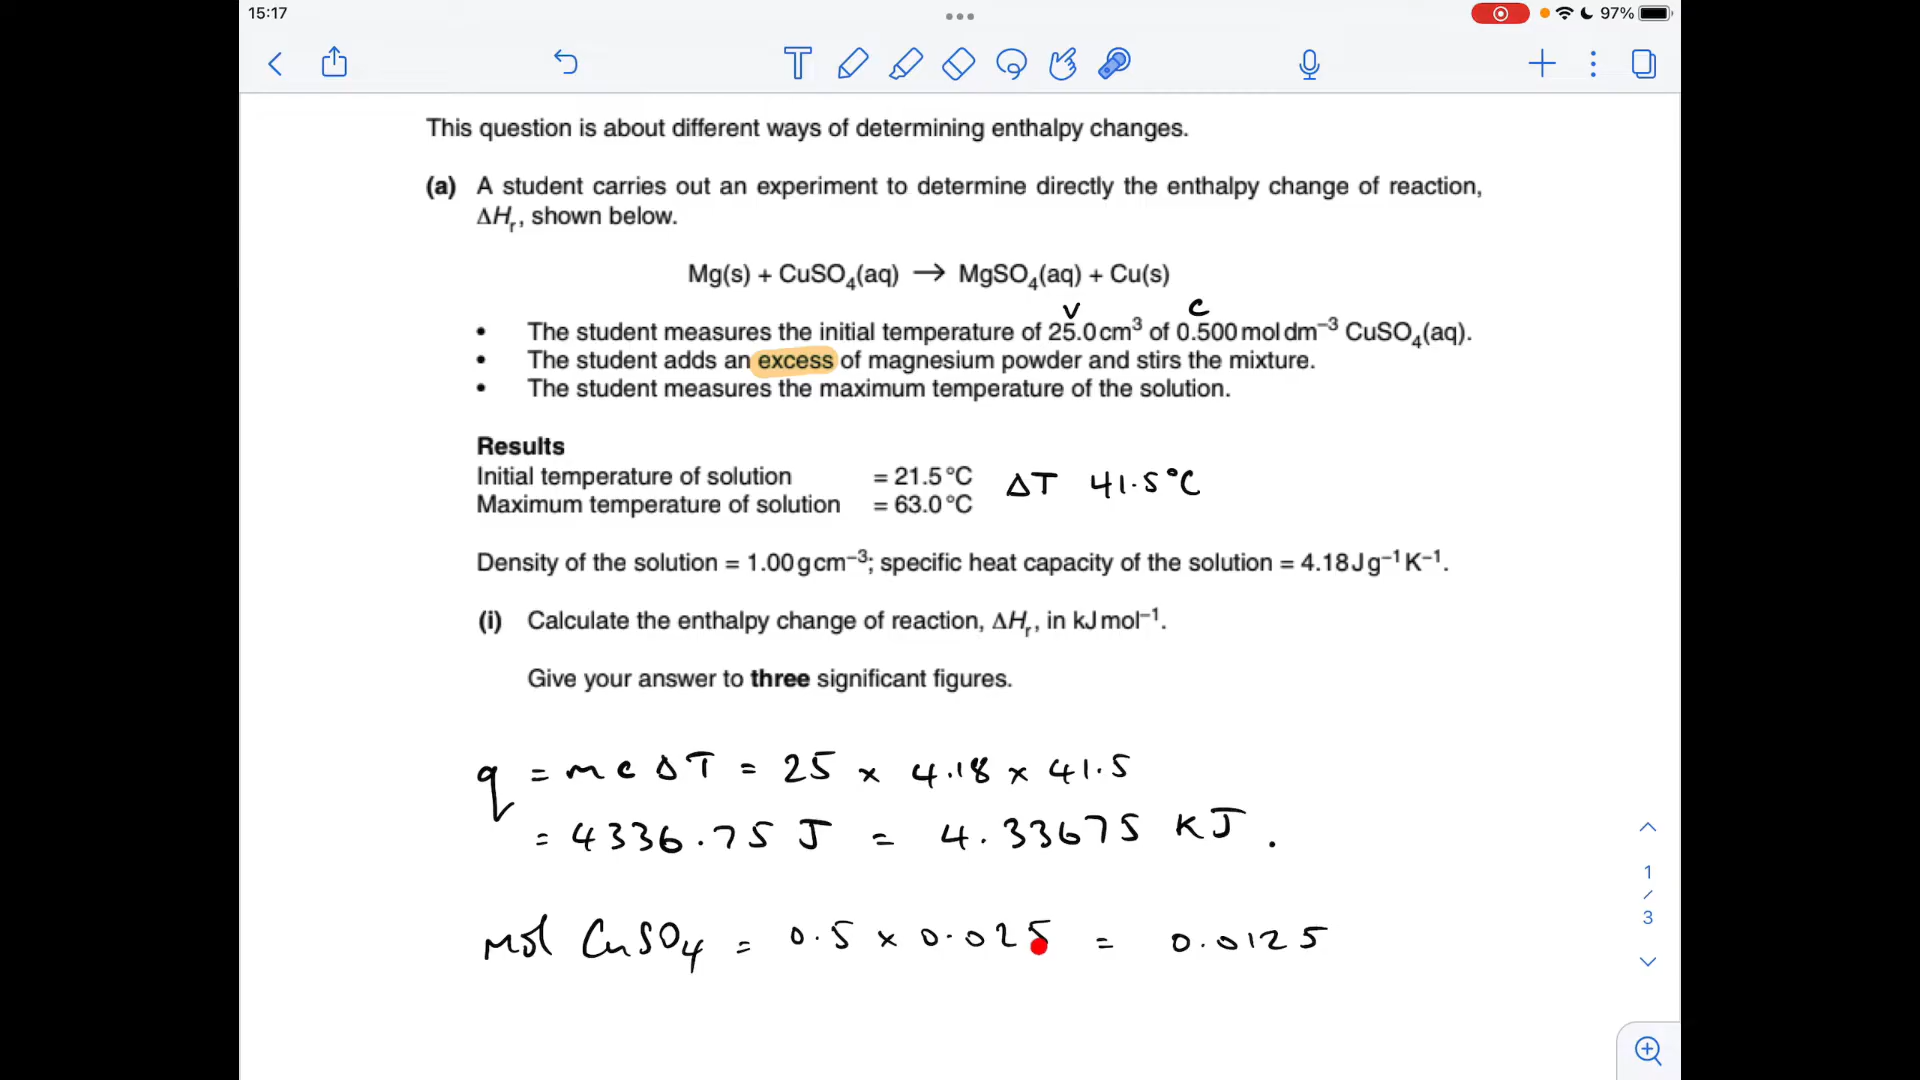 15:17
97%
T
This question is about different ways of determining enthalpy changes.
(a) A student carries out an experiment to determine directly the enthalpy change of reaction,
ΔHᵣ, shown below.
Mg(s) + CuSO₄(aq) → MgSO₄(aq) + Cu(s)
V C
• The student measures the initial temperature of 25.0 cm³ of 0.500 mol dm⁻³ CuSO₄(aq).
• The student adds an excess of magnesium powder and stirs the mixture.
• The student measures the maximum temperature of the solution.
Results
Initial temperature of solution = 21.5 °C ΔT 41.5°C
Maximum temperature of solution = 63.0 °C
Density of the solution = 1.00 g cm⁻³; specific heat capacity of the solution = 4.18 J g⁻¹ K⁻¹.
(i) Calculate the enthalpy change of reaction, ΔHᵣ, in kJ mol⁻¹.
Give your answer to three significant figures.
q = m c Δ T = 25 × 4.18 × 41.5
= 4336.75 J = 4.33675 KJ.
mol CuSO4 = 0.5 × 0.025 = 0.0125
1
/
3